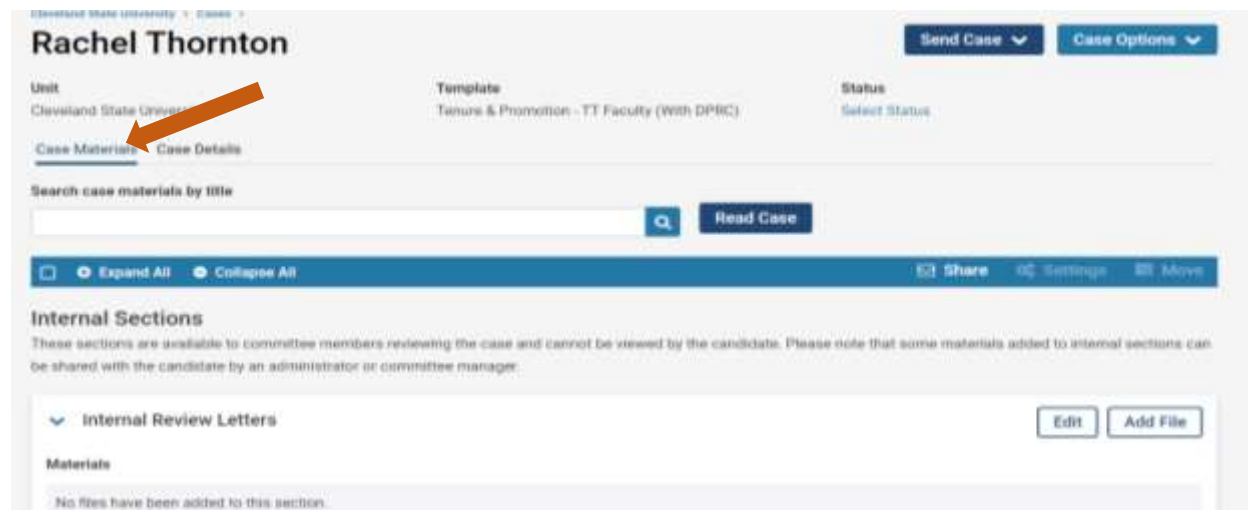 Cleveland State University > Cases >
Rachel Thornton
Send Case
Case Options
Unit
Template
Status
Cleveland State
Tenure & Promotion - TT Faculty (With DPRC)
Select Status
Case Materials Case Details
Search case materials by title
Read Case
Expand All Collapse All
Share Settings Move
Internal Sections
These sections are available to committee members reviewing the case and cannot be viewed by the candidate. Please note that some materials added to internal sections can
be shared with the candidate by an administrator or committee manager.
Internal Review Letters
Edit Add File
Materials
No files have been added to this section.